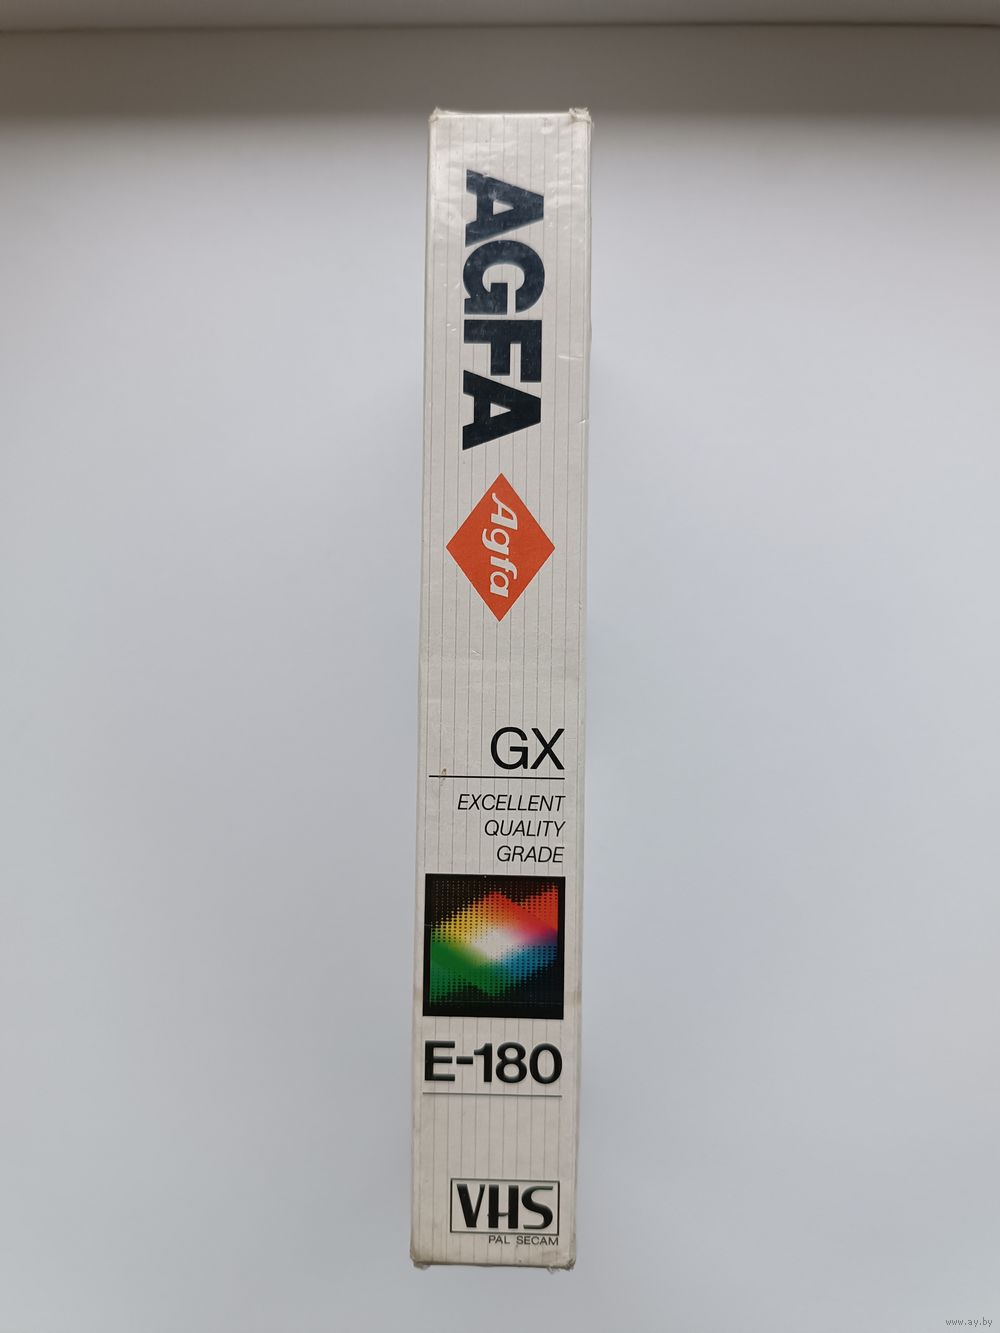 AGFA
Agfa
GX
EXCELLENT
QUALITY
GRADE
E-180
VHS
PAL SECAM
www.ay.by